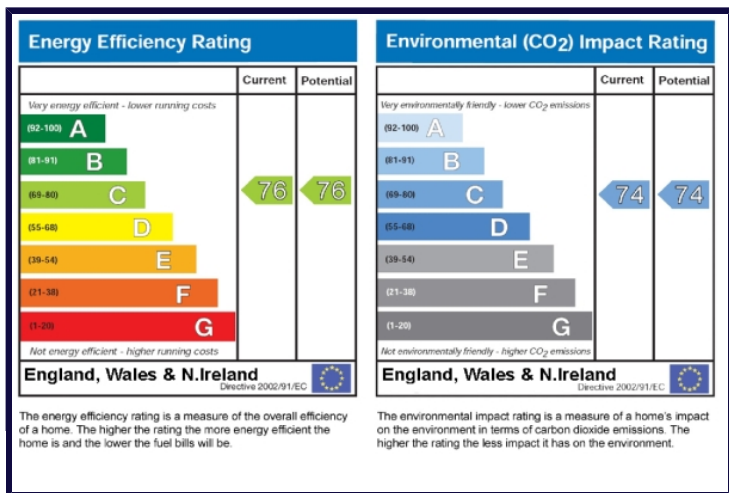 Energy Efficiency Rating
Current Potential
Very energy efficient - lower running costs
(92-100) A
(81-91) B
(69-80) C 76 76
(55-68) D
(39-54) E
(21-38) F
(1-20) G
Not energy efficient - higher running costs
England, Wales & N.Ireland
Directive 2002/91/EC
The energy efficiency rating is a measure of the overall efficiency
of a home. The higher the rating the more energy efficient the
home is and the lower the fuel bills will be.
Environmental (CO2) Impact Rating
Current Potential
Very environmentally friendly - lower CO2 emissions
(92-100) A
(81-91) B
(69-80) C 74 74
(55-68) D
(39-54) E
(21-38) F
(1-20) G
Not environmentally friendly - higher CO2 emissions
England, Wales & N.Ireland
Directive 2002/91/EC
The environmental impact rating is a measure of a home's impact
on the environment in terms of carbon dioxide emissions. The
higher the rating the less impact it has on the environment.